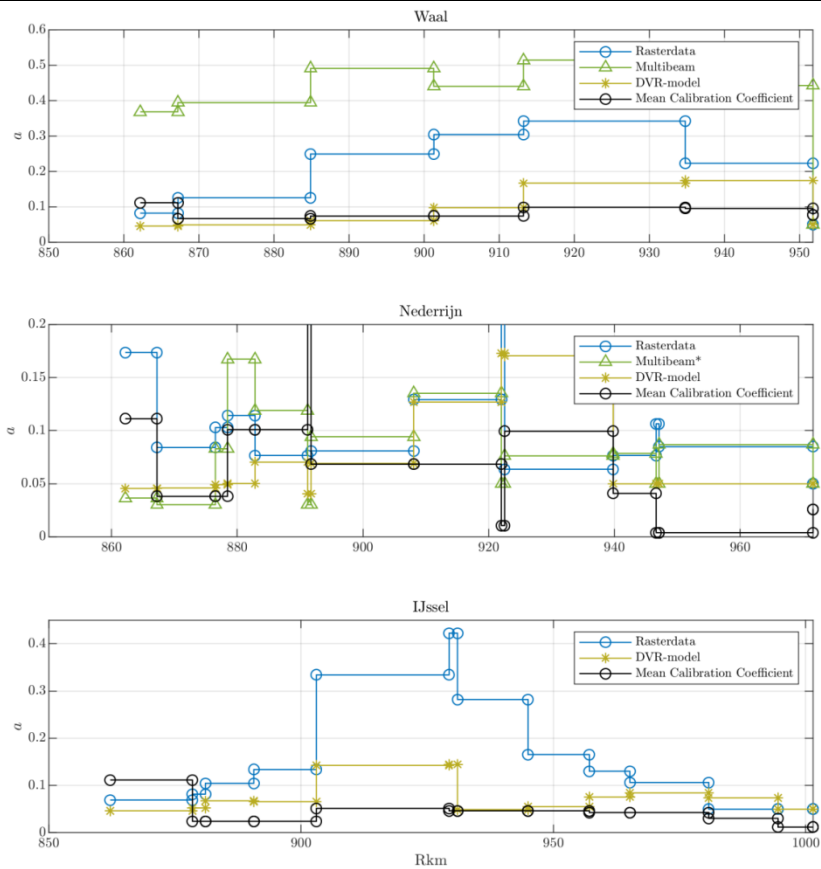 Waal
0.6
0.5
0.4
0.3
0.2
0.1
0
a
850 860 870 880 890 900 910 920 930 940 950
Rasterdata
Multibeam
DVR-model
Mean Calibration Coefficient
Nederrijn
0.2
0.15
0.1
0.05
0
a
860 880 900 920 940 960
Rasterdata
Multibeam*
DVR-model
Mean Calibration Coefficient
IJssel
0.4
0.3
0.2
0.1
0
a
850 900 950 1000
Rkm
Rasterdata
DVR-model
Mean Calibration Coefficient